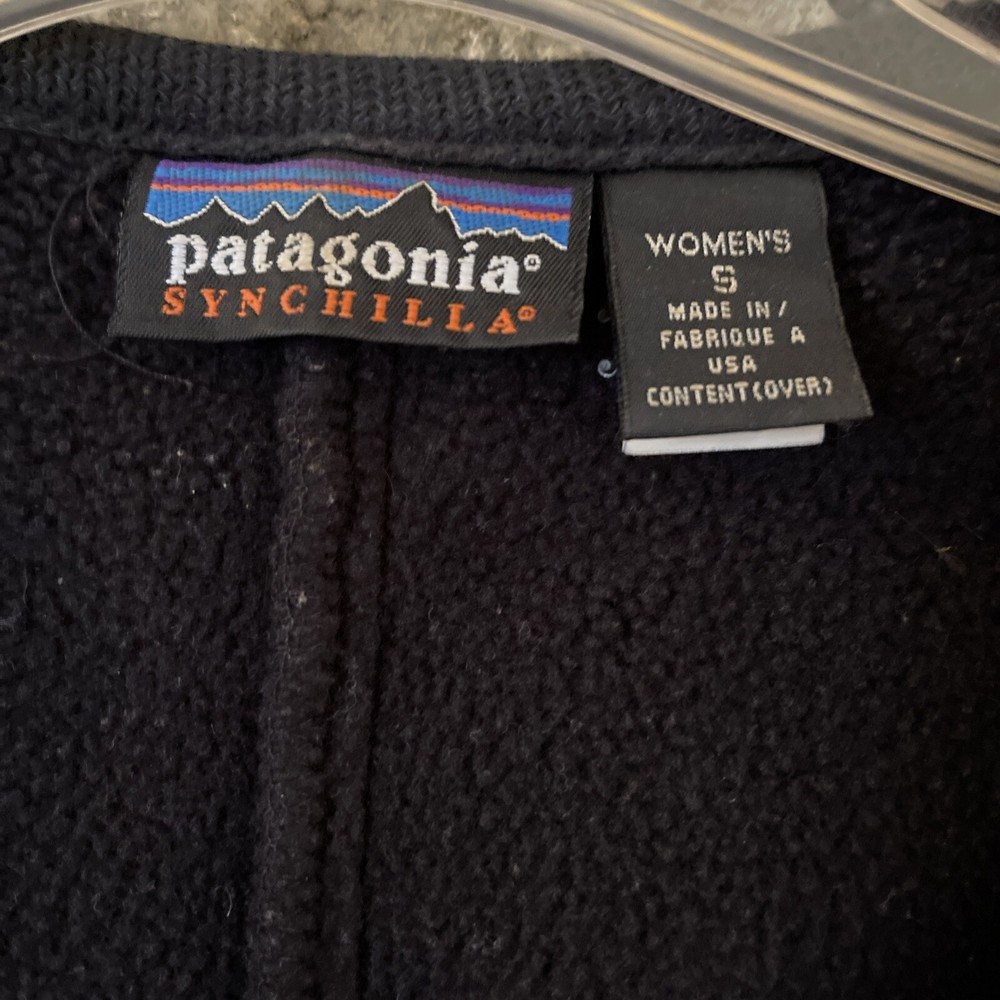 patagonia®
SYNCHILLA®
WOMEN'S
S
MADE IN /
FABRIQUE A
USA
CONTENT(OVER)